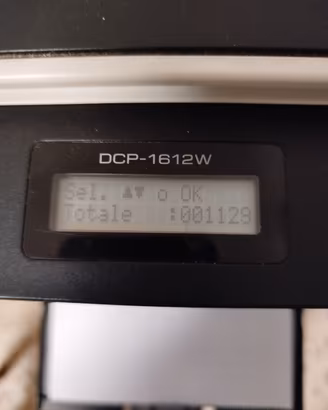 DCP-1612W
Sel. ▲▼ o OK
Totale :001128